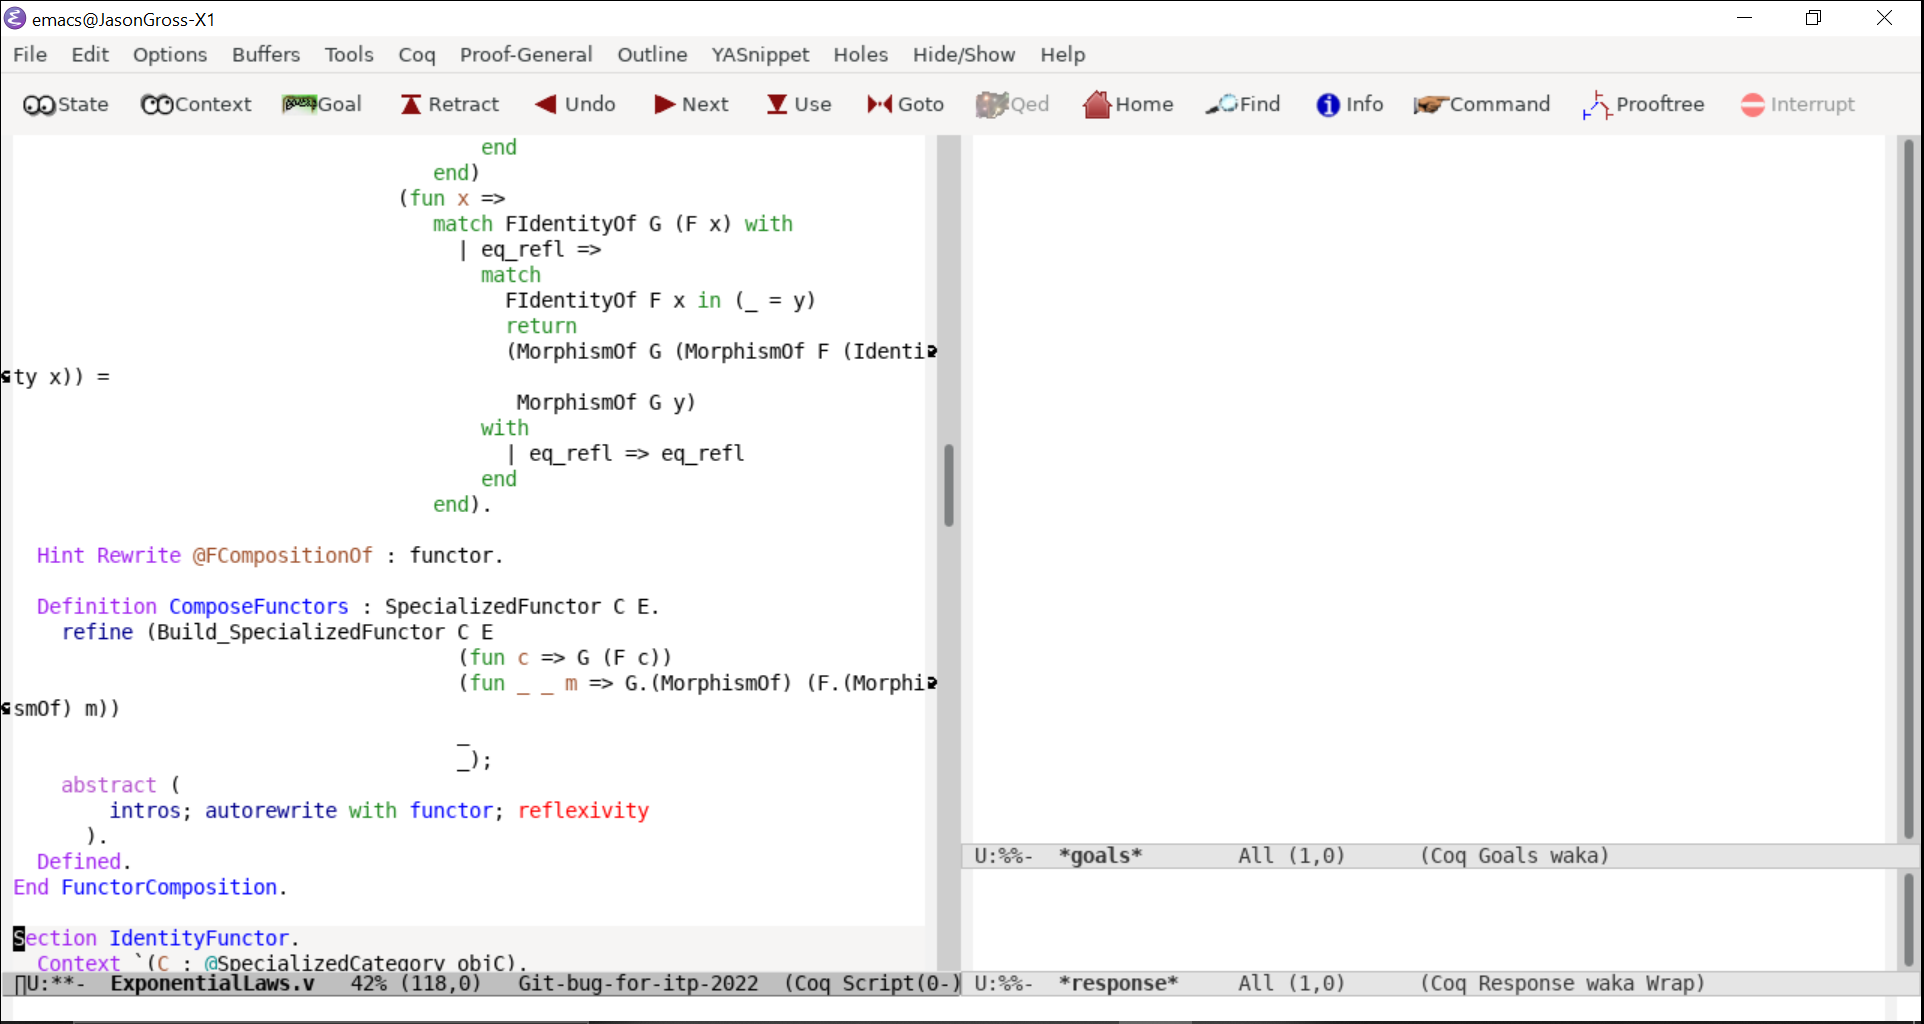 emacs@JasonGross-X1
File Edit Options Buffers Tools Coq Proof-General Outline YASnippet Holes Hide/Show Help
State Context Goal Retract Next Undo Use Goto Qed Home Find Info Command Prooftree Interrupt
end
end)
(fun x =>
match FIdentityOf G (F x) with
| eq_refl =>
match
FIdentityOf F x in (_ = y)
return
(MorphismOf G (MorphismOf F (Identi
ty x)) =
MorphismOf G y)
with
| eq_refl => eq_refl
end
end).
Hint Rewrite @FCompositionOf : functor.
Definition ComposeFunctors : SpecializedFunctor C E.
refine (Build_SpecializedFunctor C E
(fun c => G (F c))
(fun _ _ m => G.(MorphismOf) (F.(Morphi
smOf) m))
_
_);
abstract (
intros; autorewrite with functor; reflexivity
).
Defined.
End FunctorComposition.
Section IdentityFunctor.
Context `(C : @SpecializedCategory objC).
U:**-  ExponentialLaws.v   42% (118,0)   Git-bug-for-itp-2022  (Coq Script(0-)
U:%%-  *goals*        All (1,0)      (Coq Goals waka)
U:%%-  *response*     All (1,0)      (Coq Response waka Wrap)